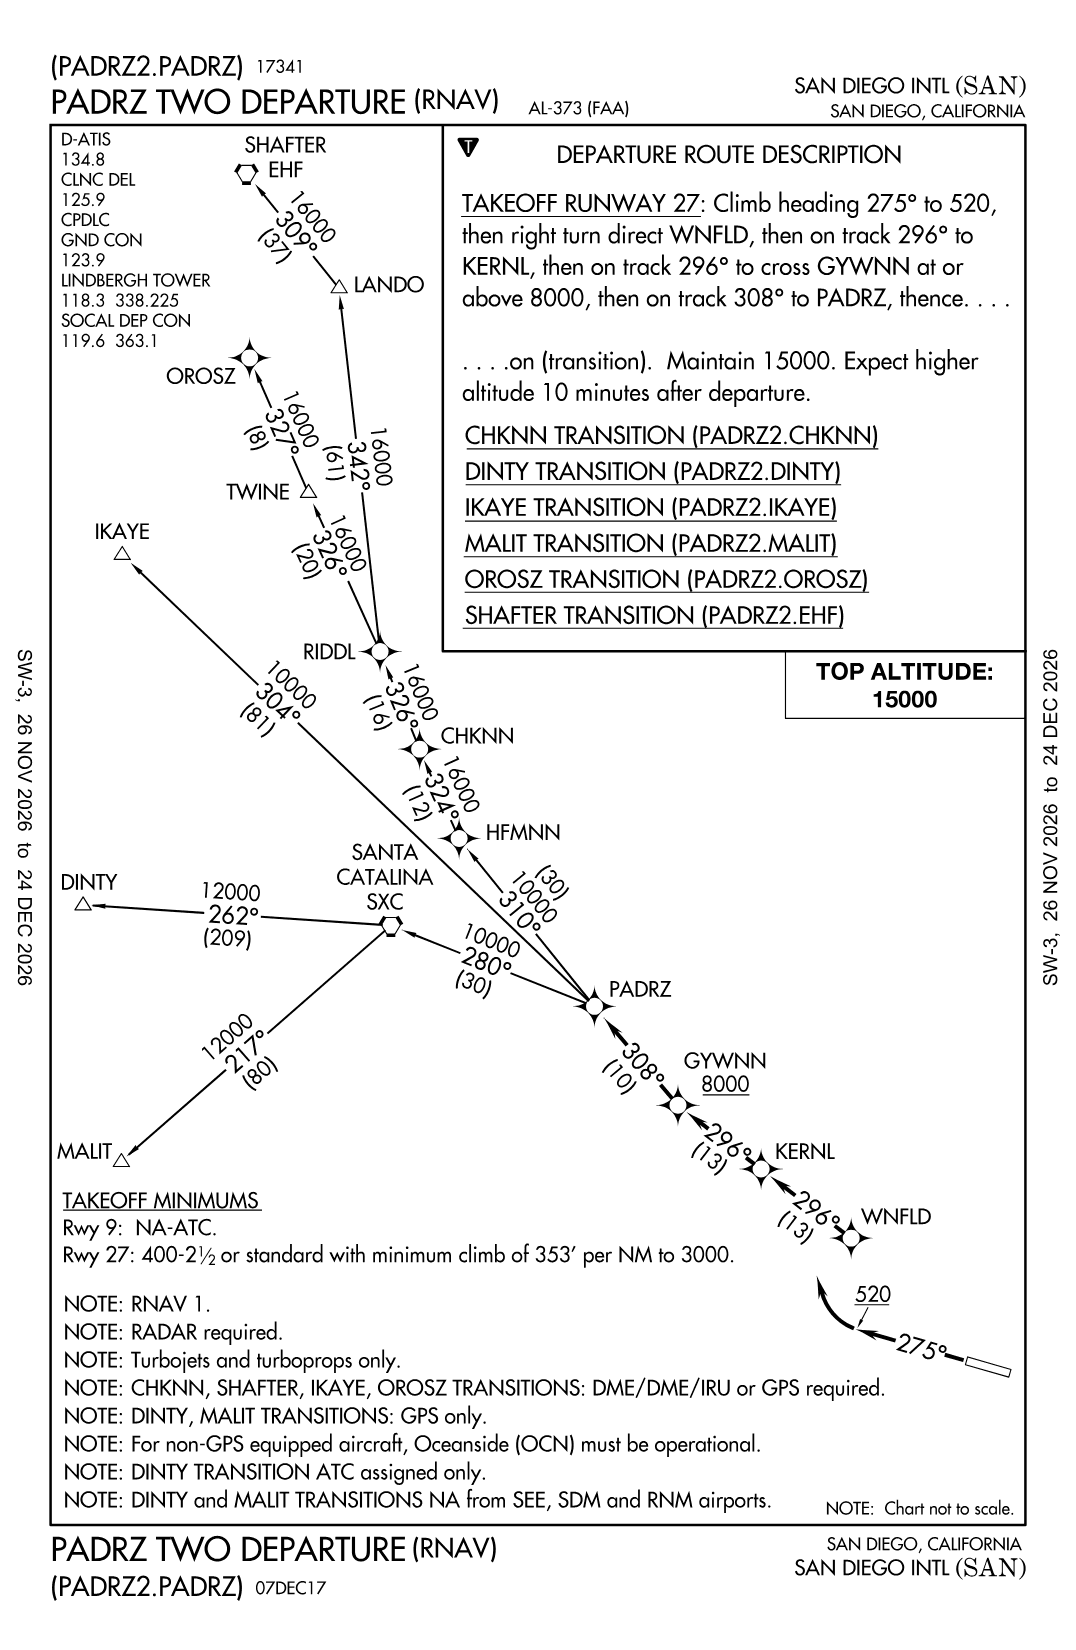 (PADRZ2.PADRZ) 17341
PADRZ TWO DEPARTURE (RNAV)
AL-373 (FAA)
SAN DIEGO INTL (SAN)
SAN DIEGO, CALIFORNIA
D-ATIS
134.8
CLNC DEL
125.9
CPDLC
GND CON
123.9
LINDBERGH TOWER
118.3 338.225
SOCAL DEP CON
119.6 363.1
T
DEPARTURE ROUTE DESCRIPTION
TAKEOFF RUNWAY 27: Climb heading 275° to 520,
then right turn direct WNFLD, then on track 296° to
KERNL, then on track 296° to cross GYWNN at or
above 8000, then on track 308° to PADRZ, thence. . . .
. . . .on (transition). Maintain 15000. Expect higher
altitude 10 minutes after departure.
CHKNN TRANSITION (PADRZ2.CHKNN)
DINTY TRANSITION (PADRZ2.DINTY)
IKAYE TRANSITION (PADRZ2.IKAYE)
MALIT TRANSITION (PADRZ2.MALIT)
OROSZ TRANSITION (PADRZ2.OROSZ)
SHAFTER TRANSITION (PADRZ2.EHF)
TOP ALTITUDE:
15000
SHAFTER
EHF
16000
309°
(37)
LANDO
OROSZ
16000
327°
(8)
16000
342°
(61)
TWINE
16000
326°
(20)
IKAYE
RIDDL
10000
304°
(81)
16000
326°
(16)
CHKNN
16000
324°
(12)
HFMNN
SANTA
CATALINA
SXC
(30)
10000
310°
DINTY
12000
262°
(209)
10000
280°
(30)
PADRZ
12000
217°
(80)
308°
(10)
GYWNN
8000
MALIT
296°
(13)
KERNL
296°
(13)
WNFLD
520
275°
TAKEOFF MINIMUMS
Rwy 9: NA-ATC.
Rwy 27: 400-2½ or standard with minimum climb of 353’ per NM to 3000.
NOTE: RNAV 1.
NOTE: RADAR required.
NOTE: Turbojets and turboprops only.
NOTE: CHKNN, SHAFTER, IKAYE, OROSZ TRANSITIONS: DME/DME/IRU or GPS required.
NOTE: DINTY, MALIT TRANSITIONS: GPS only.
NOTE: For non-GPS equipped aircraft, Oceanside (OCN) must be operational.
NOTE: DINTY TRANSITION ATC assigned only.
NOTE: DINTY and MALIT TRANSITIONS NA from SEE, SDM and RNM airports.
NOTE: Chart not to scale.
SW-3, 26 NOV 2026 to 24 DEC 2026
SW-3, 26 NOV 2026 to 24 DEC 2026
PADRZ TWO DEPARTURE (RNAV)
(PADRZ2.PADRZ) 07DEC17
SAN DIEGO, CALIFORNIA
SAN DIEGO INTL (SAN)